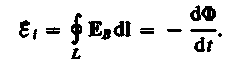 ℰᵢ = ∮_L 𝐄_B d𝐥 = − dΦ/dt.